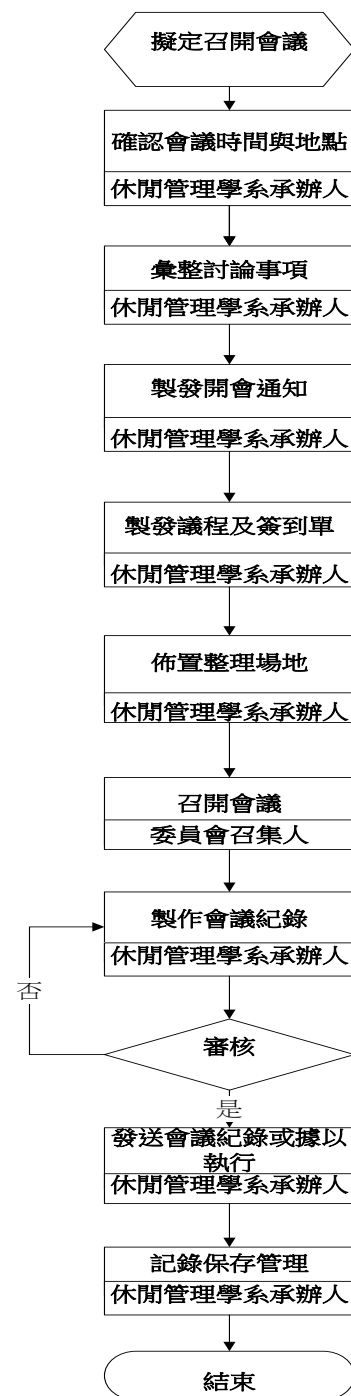 擬定召開會議
確認會議時間與地點
休閒管理學系承辦人
彙整討論事項
休閒管理學系承辦人
製發開會通知
休閒管理學系承辦人
製發議程及簽到單
休閒管理學系承辦人
佈置整理場地
休閒管理學系承辦人
召開會議
委員會召集人
製作會議紀錄
休閒管理學系承辦人
否
審核
是
發送會議紀錄或據以
執行
休閒管理學系承辦人
記錄保存管理
休閒管理學系承辦人
結束